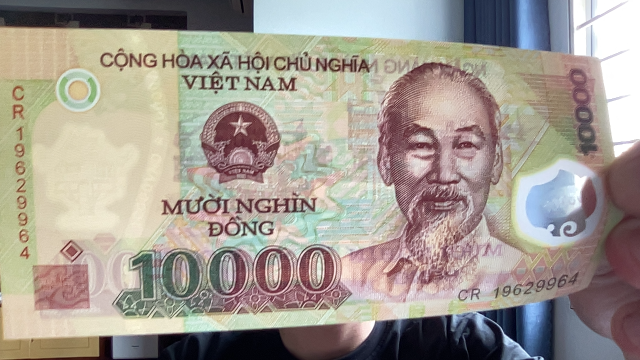 CỘNG HÒA XÃ HỘI CHỦ NGHĨA
VIỆT NAM
CR 19629964
MƯỜI NGHÌN
ĐỒNG
10000
10000
CR 19629964